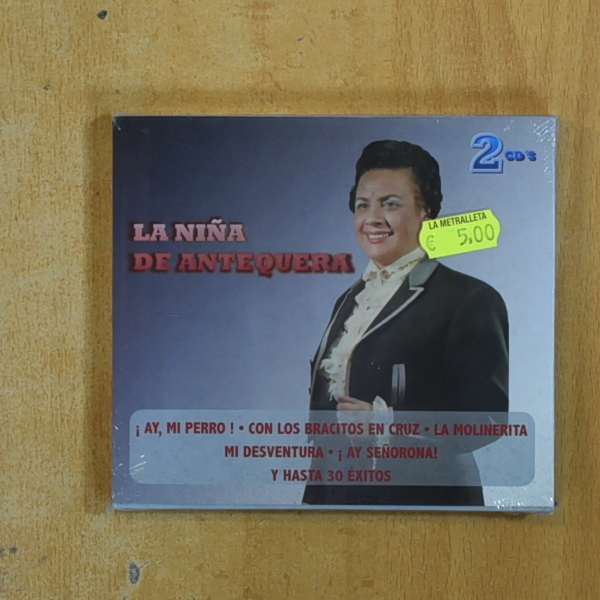 2 CD'S
LA METRALLETA
€ 5,00
LA NIÑA
DE ANTEQUERA
¡ AY, MI PERRO ! • CON LOS BRACITOS EN CRUZ • LA MOLINERITA
MI DESVENTURA • ¡ AY SEÑORONA!
Y HASTA 30 ÉXITOS